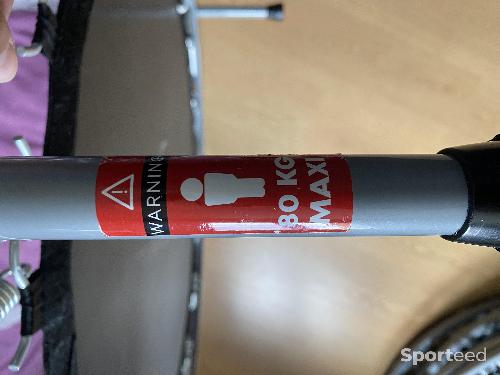 WARNING
80 KG
MAXI
Sporteed